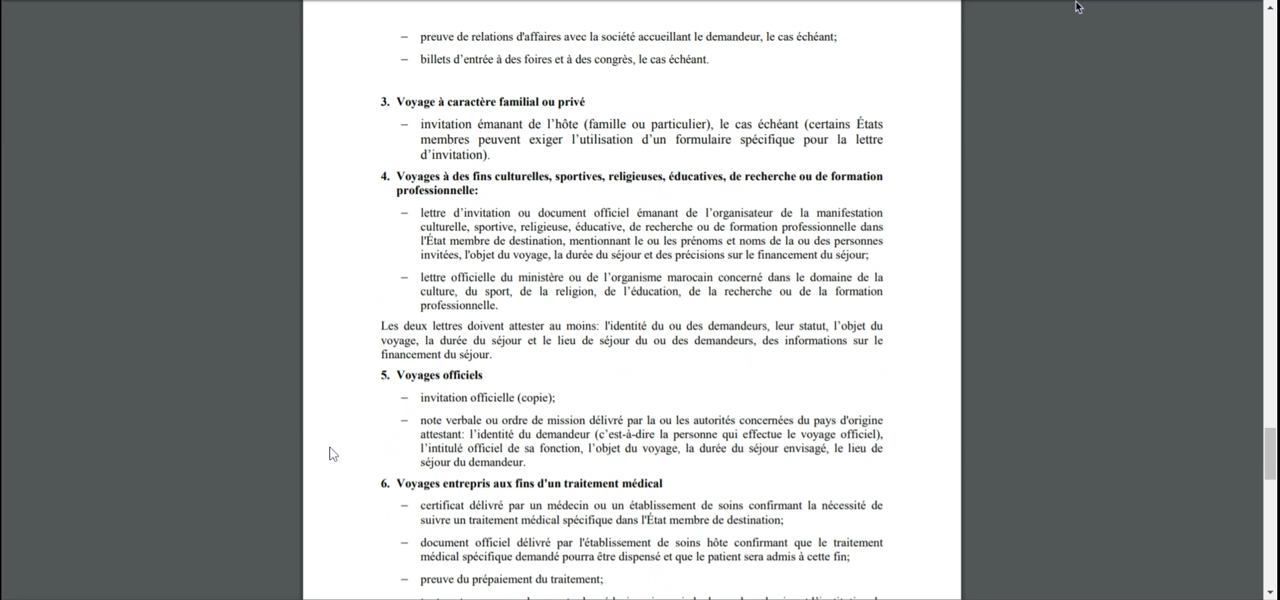 – preuve de relations d'affaires avec la société accueillant le demandeur, le cas échéant;
– billets d'entrée à des foires et à des congrès, le cas échéant.
3. Voyage à caractère familial ou privé
– invitation émanant de l'hôte (famille ou particulier), le cas échéant (certains États
membres peuvent exiger l'utilisation d'un formulaire spécifique pour la lettre
d'invitation).
4. Voyages à des fins culturelles, sportives, religieuses, éducatives, de recherche ou de formation
professionnelle:
– lettre d'invitation ou document officiel émanant de l'organisateur de la manifestation
culturelle, sportive, religieuse, éducative, de recherche ou de formation professionnelle dans
l'État membre de destination, mentionnant le ou les prénoms et noms de la ou des personnes
invitées, l'objet du voyage, la durée du séjour et des précisions sur le financement du séjour;
– lettre officielle du ministère ou de l'organisme marocain concerné dans le domaine de la
culture, du sport, de la religion, de l'éducation, de la recherche ou de la formation
professionnelle.
Les deux lettres doivent attester au moins: l'identité du ou des demandeurs, leur statut, l'objet du
voyage, la durée du séjour et le lieu de séjour du ou des demandeurs, des informations sur le
financement du séjour.
5. Voyages officiels
– invitation officielle (copie);
– note verbale ou ordre de mission délivré par la ou les autorités concernées du pays d'origine
attestant: l'identité du demandeur (c'est-à-dire la personne qui effectue le voyage officiel),
l'intitulé officiel de sa fonction, l'objet du voyage, la durée du séjour envisagé, le lieu de
séjour du demandeur.
6. Voyages entrepris aux fins d'un traitement médical
– certificat délivré par un médecin ou un établissement de soins confirmant la nécessité de
suivre un traitement médical spécifique dans l'État membre de destination;
– document officiel délivré par l'établissement de soins hôte confirmant que le traitement
médical spécifique demandé pourra être dispensé et que le patient sera admis à cette fin;
– preuve du prépaiement du traitement;